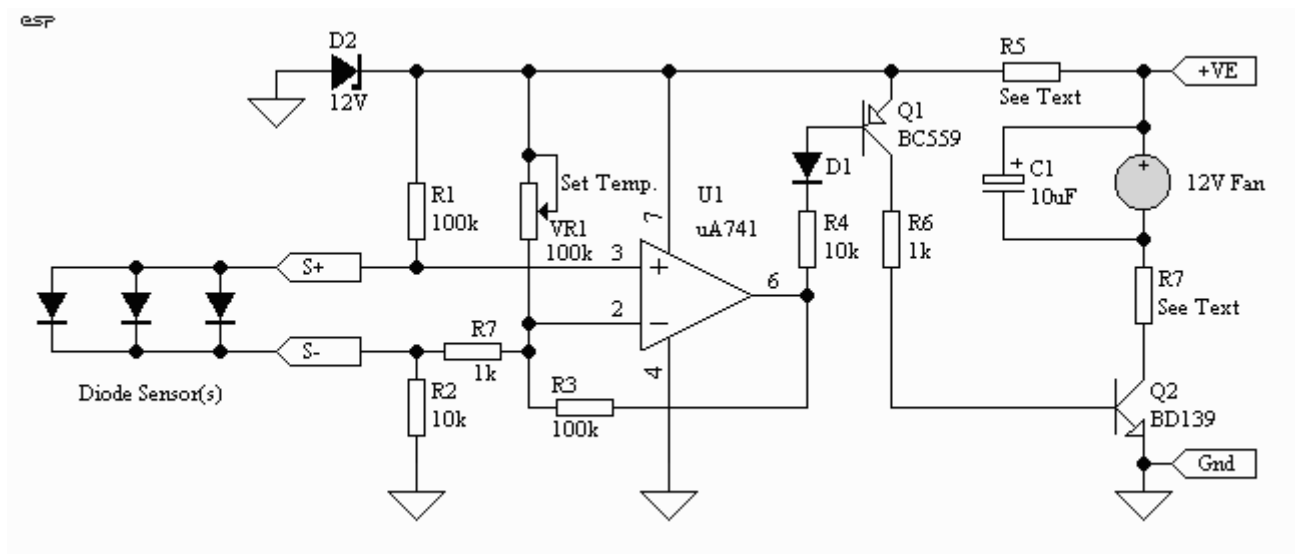 esp
D2
12V
R5
See Text
+VE
Q1
BC559
D1
C1
+
10uF
+
12V Fan
Set Temp.
R1
100k
VR1
100k
U1
uA741
7
R4
10k
R6
1k
S+
3
+
6
R7
See Text
S-
2
−
R7
1k
4
Diode Sensor(s)
R2
10k
R3
100k
Q2
BD139
Gnd